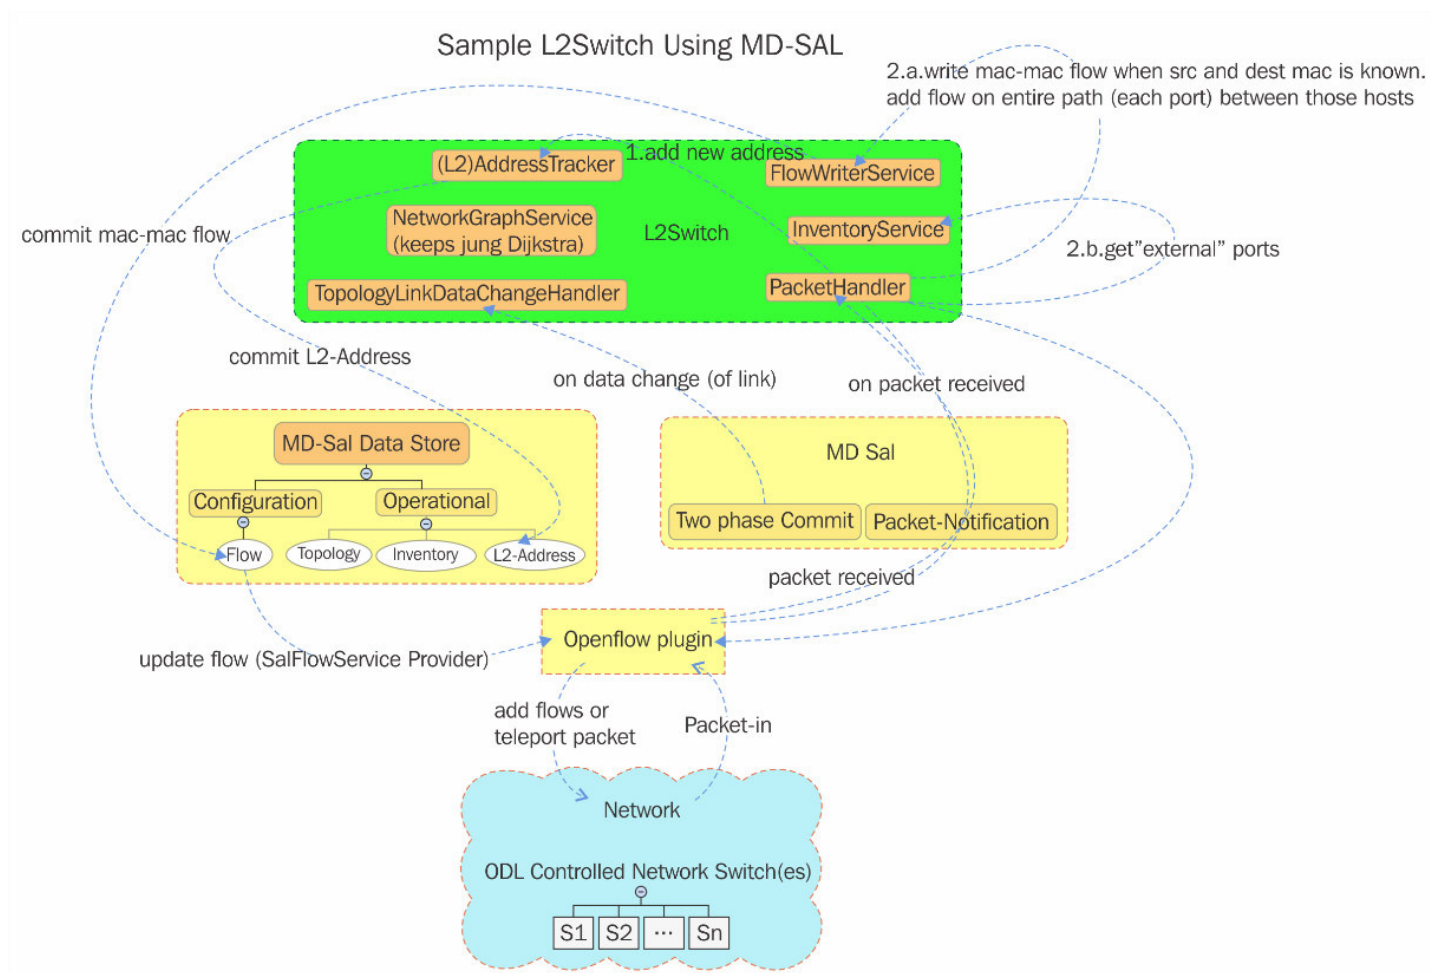 Sample L2Switch Using MD-SAL
2.a.write mac-mac flow when src and dest mac is known.
add flow on entire path (each port) between those hosts
1.add new address
(L2)AddressTracker
FlowWriterService
NetworkGraphService
(keeps jung Dijkstra)
L2Switch
InventoryService
commit mac-mac flow
2.b.get”external” ports
TopologyLinkDataChangeHandler
PacketHandler
commit L2-Address
on data change (of link)
on packet received
MD-Sal Data Store
MD Sal
Configuration
Operational
Two phase Commit
Packet-Notification
Flow
Topology
Inventory
L2-Address
packet received
Openflow plugin
update flow (SalFlowService Provider)
add flows or
teleport packet
Packet-in
Network
ODL Controlled Network Switch(es)
S1
S2
...
Sn